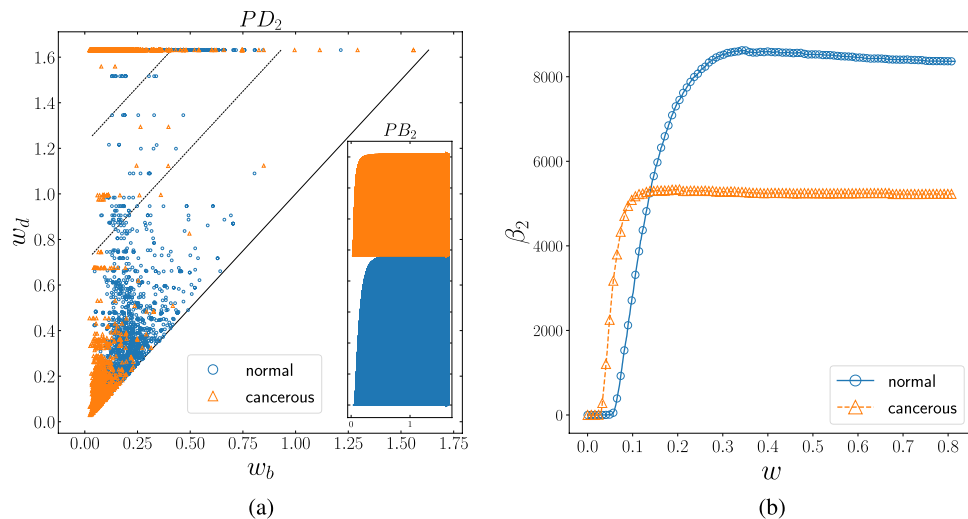 PD₂
w_d
1.6
1.4
1.2
1.0
0.8
0.6
0.4
0.2
0.0
PB₂
0 1
normal
cancerous
0.00 0.25 0.50 0.75 1.00 1.25 1.50 1.75
w_b
(a)
β₂
8000
6000
4000
2000
0
normal
cancerous
0.0 0.1 0.2 0.3 0.4 0.5 0.6 0.7 0.8
w
(b)